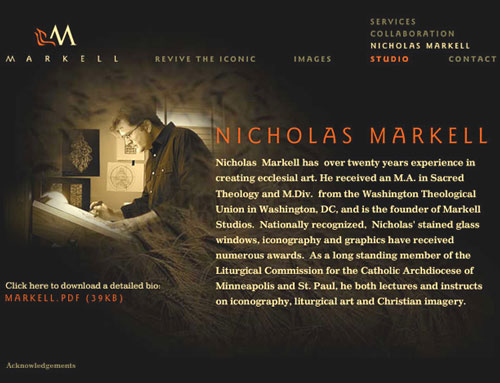 SERVICES
COLLABORATION
NICHOLAS MARKELL
M
MARKELL REVIVE THE ICONIC IMAGES STUDIO CONTACT
NICHOLAS MARKELL
Nicholas Markell has over twenty years experience in
creating ecclesial art. He received an M.A. in Sacred
Theology and M.Div. from the Washington Theological
Union in Washington, DC, and is the founder of Markell
Studios. Nationally recognized, Nicholas' stained glass
windows, iconography and graphics have received
numerous awards. As a long standing member of the
Liturgical Commission for the Catholic Archdiocese of
Minneapolis and St. Paul, he both lectures and instructs
on iconography, liturgical art and Christian imagery.
Click here to download a detailed bio:
MARKELL.PDF (39KB)
Acknowledgements